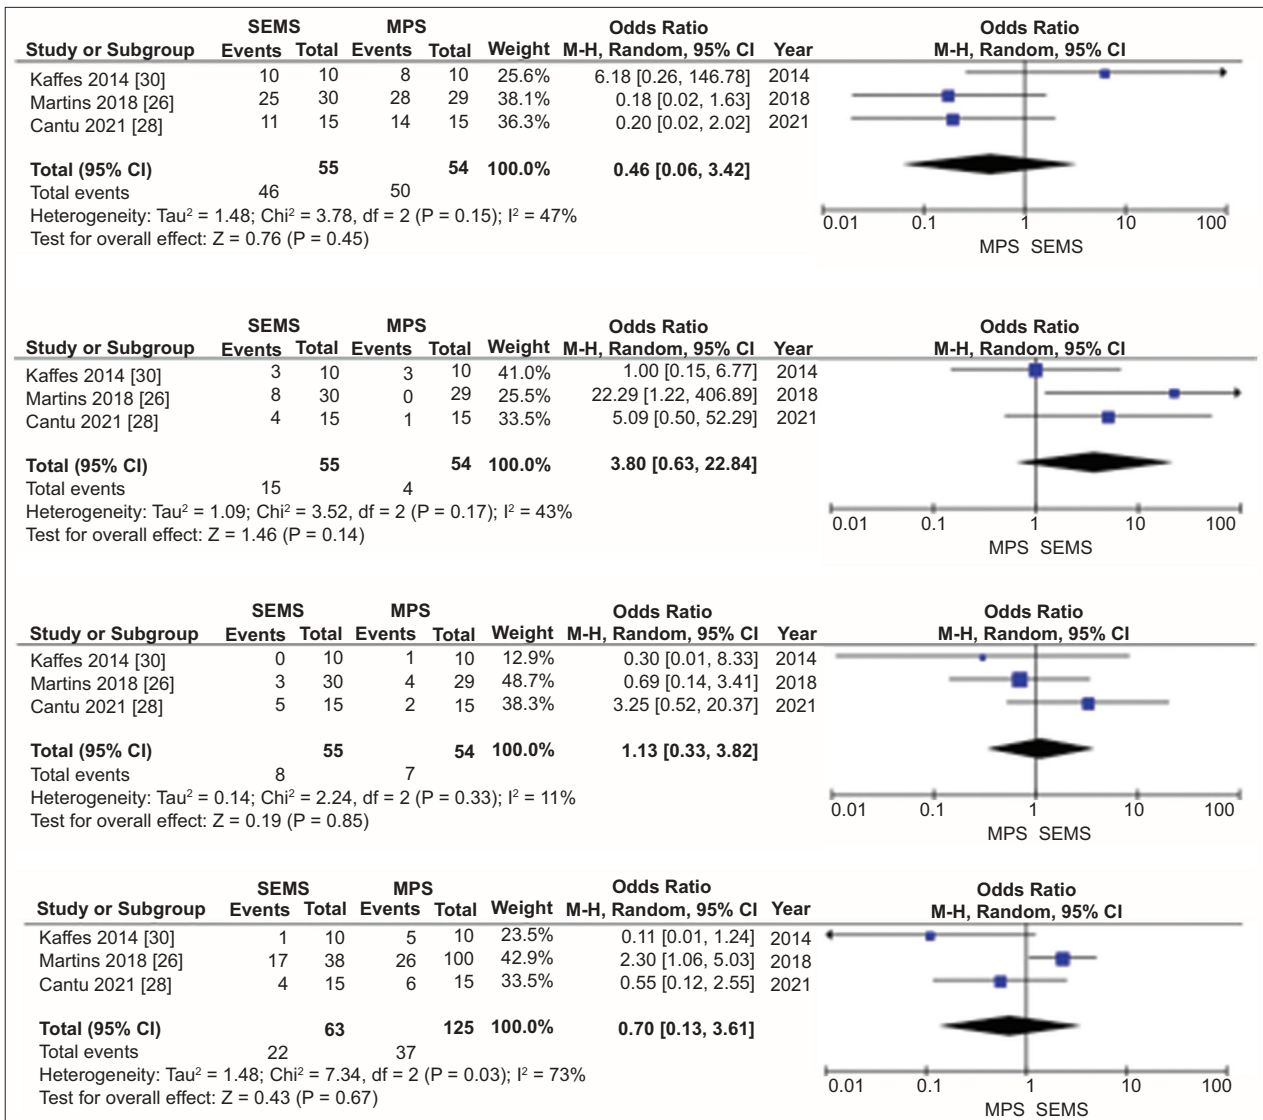 SEMS MPS Odds Ratio Odds Ratio
Study or Subgroup Events Total Events Total Weight M-H, Random, 95% CI Year M-H, Random, 95% CI
Kaffes 2014 [30] 10 10 8 10 25.6% 6.18 [0.26, 146.78] 2014
Martins 2018 [26] 25 30 28 29 38.1% 0.18 [0.02, 1.63] 2018
Cantu 2021 [28] 11 15 14 15 36.3% 0.20 [0.02, 2.02] 2021
Total (95% CI) 55 54 100.0% 0.46 [0.06, 3.42]
Total events 46 50
Heterogeneity: Tau² = 1.48; Chi² = 3.78, df = 2 (P = 0.15); I² = 47%
Test for overall effect: Z = 0.76 (P = 0.45)
0.01 0.1 1 10 100
MPS SEMS
SEMS MPS Odds Ratio Odds Ratio
Study or Subgroup Events Total Events Total Weight M-H, Random, 95% CI Year M-H, Random, 95% CI
Kaffes 2014 [30] 3 10 3 10 41.0% 1.00 [0.15, 6.77] 2014
Martins 2018 [26] 8 30 0 29 25.5% 22.29 [1.22, 406.89] 2018
Cantu 2021 [28] 4 15 1 15 33.5% 5.09 [0.50, 52.29] 2021
Total (95% CI) 55 54 100.0% 3.80 [0.63, 22.84]
Total events 15 4
Heterogeneity: Tau² = 1.09; Chi² = 3.52, df = 2 (P = 0.17); I² = 43%
Test for overall effect: Z = 1.46 (P = 0.14)
0.01 0.1 1 10 100
MPS SEMS
SEMS MPS Odds Ratio Odds Ratio
Study or Subgroup Events Total Events Total Weight M-H, Random, 95% CI Year M-H, Random, 95% CI
Kaffes 2014 [30] 0 10 1 10 12.9% 0.30 [0.01, 8.33] 2014
Martins 2018 [26] 3 30 4 29 48.7% 0.69 [0.14, 3.41] 2018
Cantu 2021 [28] 5 15 2 15 38.3% 3.25 [0.52, 20.37] 2021
Total (95% CI) 55 54 100.0% 1.13 [0.33, 3.82]
Total events 8 7
Heterogeneity: Tau² = 0.14; Chi² = 2.24, df = 2 (P = 0.33); I² = 11%
Test for overall effect: Z = 0.19 (P = 0.85)
0.01 0.1 1 10 100
MPS SEMS
SEMS MPS Odds Ratio Odds Ratio
Study or Subgroup Events Total Events Total Weight M-H, Random, 95% CI Year M-H, Random, 95% CI
Kaffes 2014 [30] 1 10 5 10 23.5% 0.11 [0.01, 1.24] 2014
Martins 2018 [26] 17 38 26 100 42.9% 2.30 [1.06, 5.03] 2018
Cantu 2021 [28] 4 15 6 15 33.5% 0.55 [0.12, 2.55] 2021
Total (95% CI) 63 125 100.0% 0.70 [0.13, 3.61]
Total events 22 37
Heterogeneity: Tau² = 1.48; Chi² = 7.34, df = 2 (P = 0.03); I² = 73%
Test for overall effect: Z = 0.43 (P = 0.67)
0.01 0.1 1 10 100
MPS SEMS